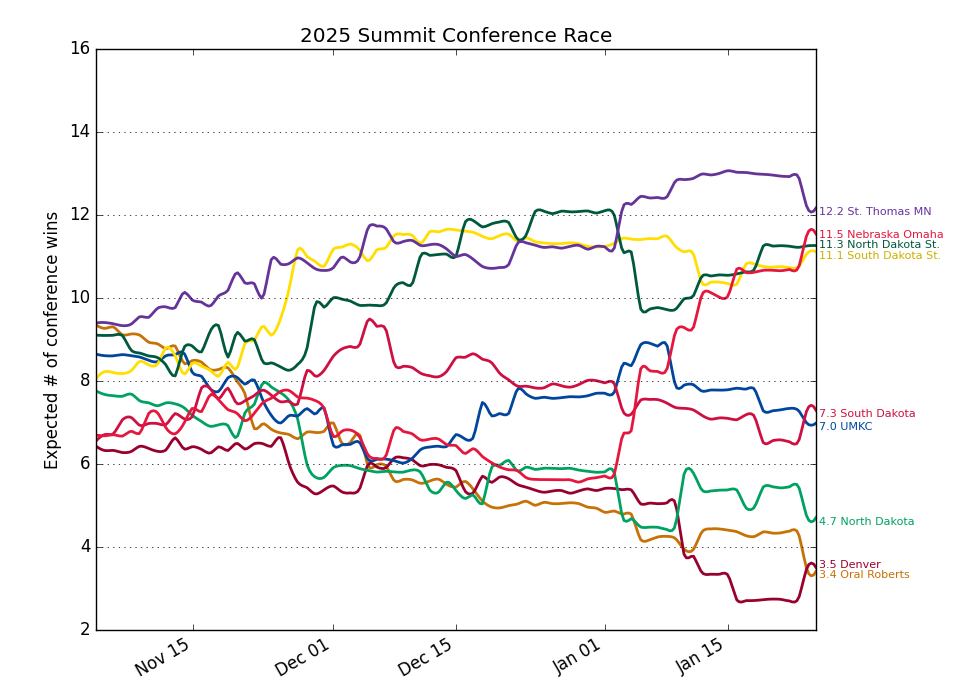 2025 Summit Conference Race
Expected # of conference wins
16
14
12
10
8
6
4
2
Nov 15
Dec 01
Dec 15
Jan 01
Jan 15
12.2 St. Thomas MN
11.5 Nebraska Omaha
11.3 North Dakota St.
11.1 South Dakota St.
7.3 South Dakota
7.0 UMKC
4.7 North Dakota
3.5 Denver
3.4 Oral Roberts